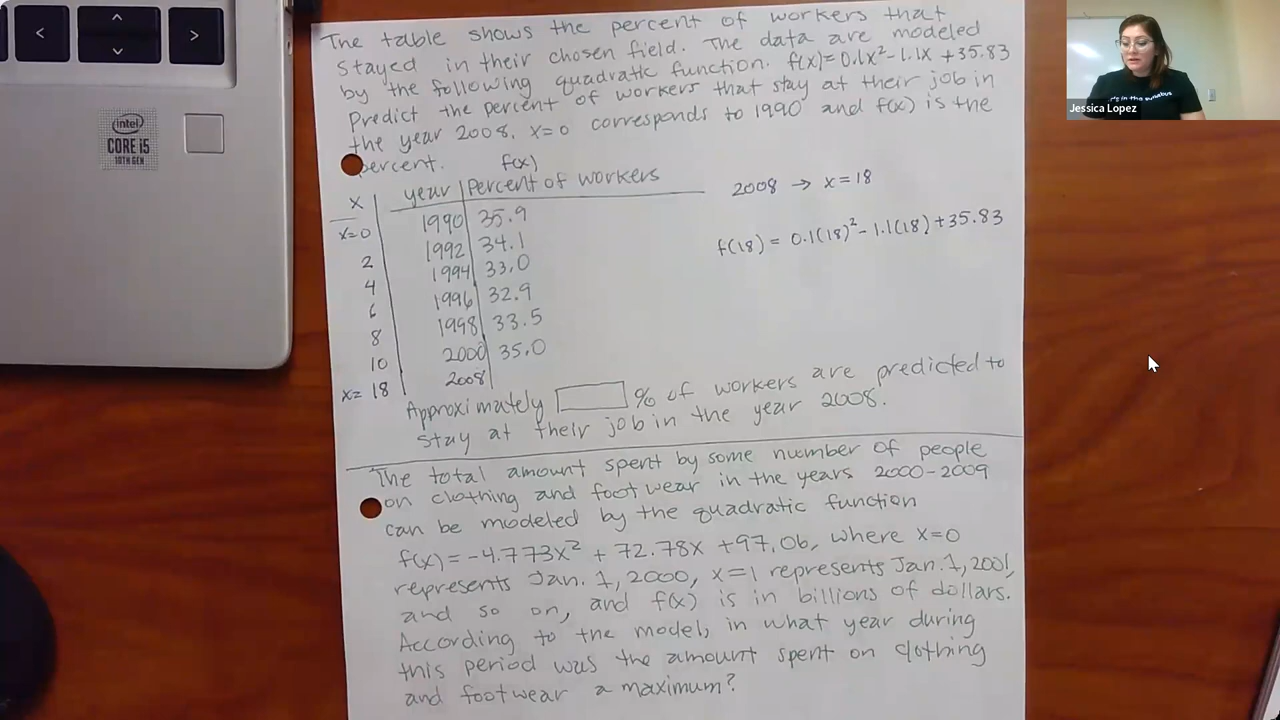 intel
CORE i5
10TH GEN
Jessica Lopez
The table shows the percent of workers that
stayed in their chosen field. The data are modeled
by the following quadratic function. f(x)=0.1x²-1.1x+35.83
Predict the percent of workers that stay at their job in
the year 2008. x=0 corresponds to 1990 and f(x) is the
percent.
f(x)
x year Percent of workers
x=0 1990 35.9
2 1992 34.1
4 1994 33.0
6 1996 32.9
8 1998 33.5
10 2000 35.0
x= 18 2008
2008 → x=18
f(18) = 0.1(18)² - 1.1(18) + 35.83
Approximately % of workers are predicted to
stay at their job in the year 2008.
The total amount spent by some number of people
on clothing and footwear in the years 2000-2009
can be modeled by the quadratic function
f(x)=-4.773x² + 72.78x +97.06, where x=0
represents Jan. 1, 2000, x=1 represents Jan. 1, 2001,
and so on, and f(x) is in billions of dollars.
According to the model, in what year during
this period was the amount spent on clothing
and footwear a maximum?